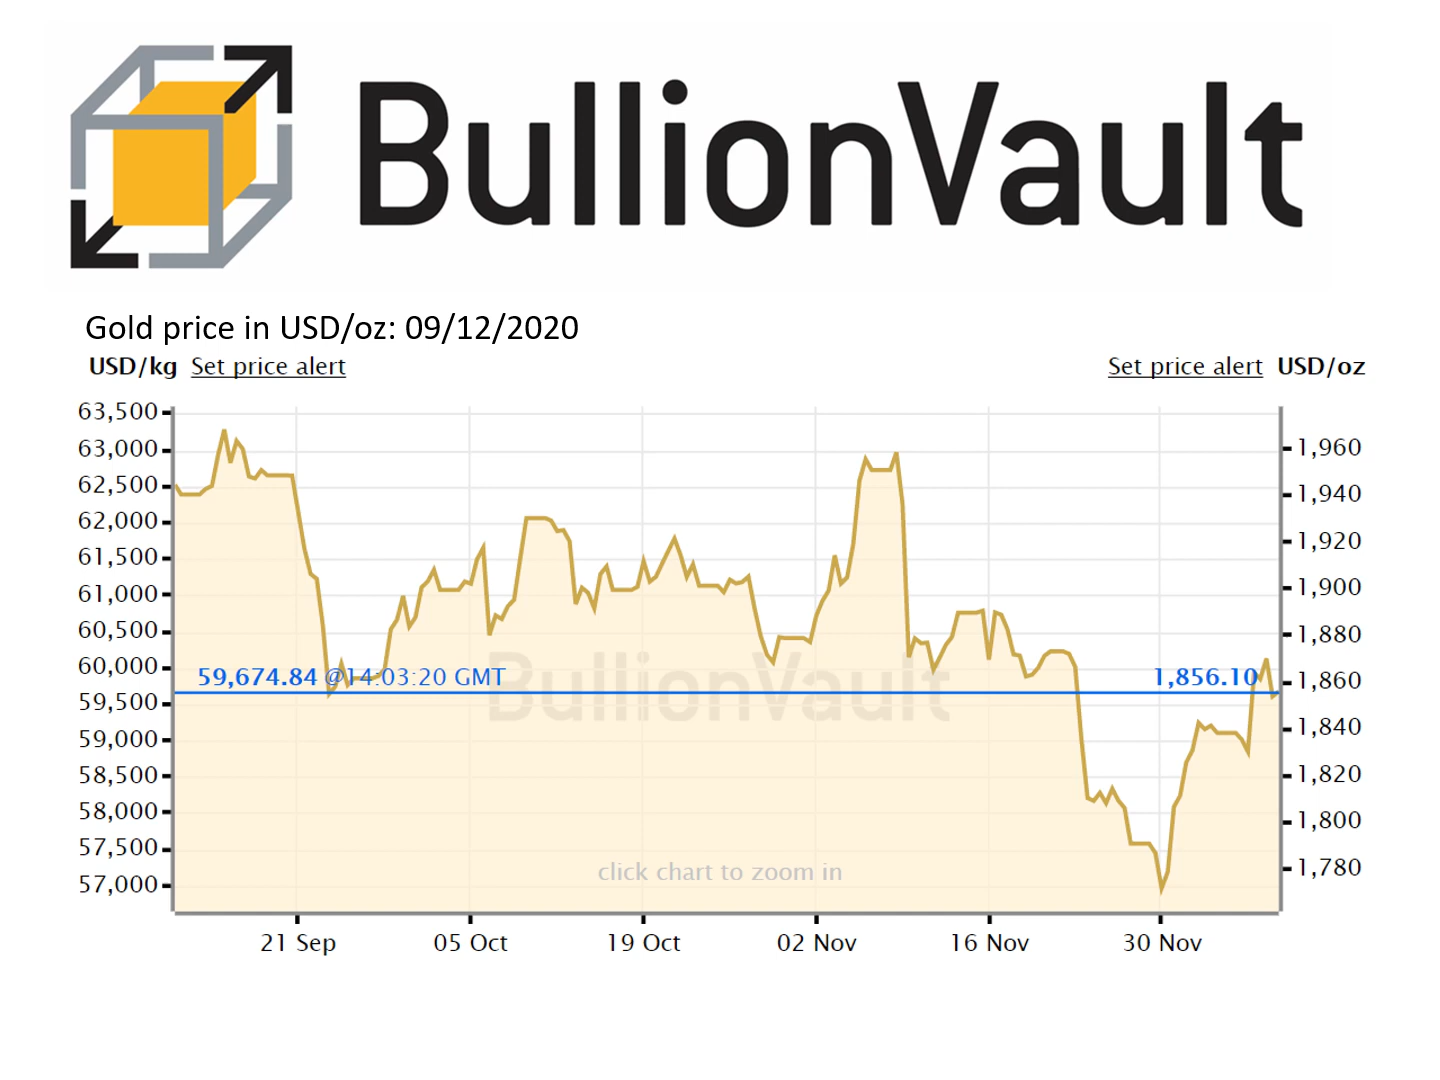 BullionVault
Gold price in USD/oz: 09/12/2020
USD/kg Set price alert Set price alert USD/oz
63,500
63,000 1,960
62,500 1,940
62,000
61,500 1,920
61,000 1,900
60,500 1,880
60,000
59,674.84 @14:03:20 GMT 1,856.10
BullionVault
59,500 1,860
59,000 1,840
58,500 1,820
58,000 1,800
57,500
click chart to zoom in
57,000 1,780
21 Sep 05 Oct 19 Oct 02 Nov 16 Nov 30 Nov